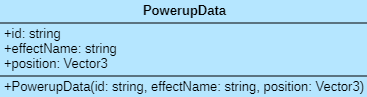 PowerupData
+id: string
+effectName: string
+position: Vector3
+PowerupData(id: string, effectName: string, position: Vector3)